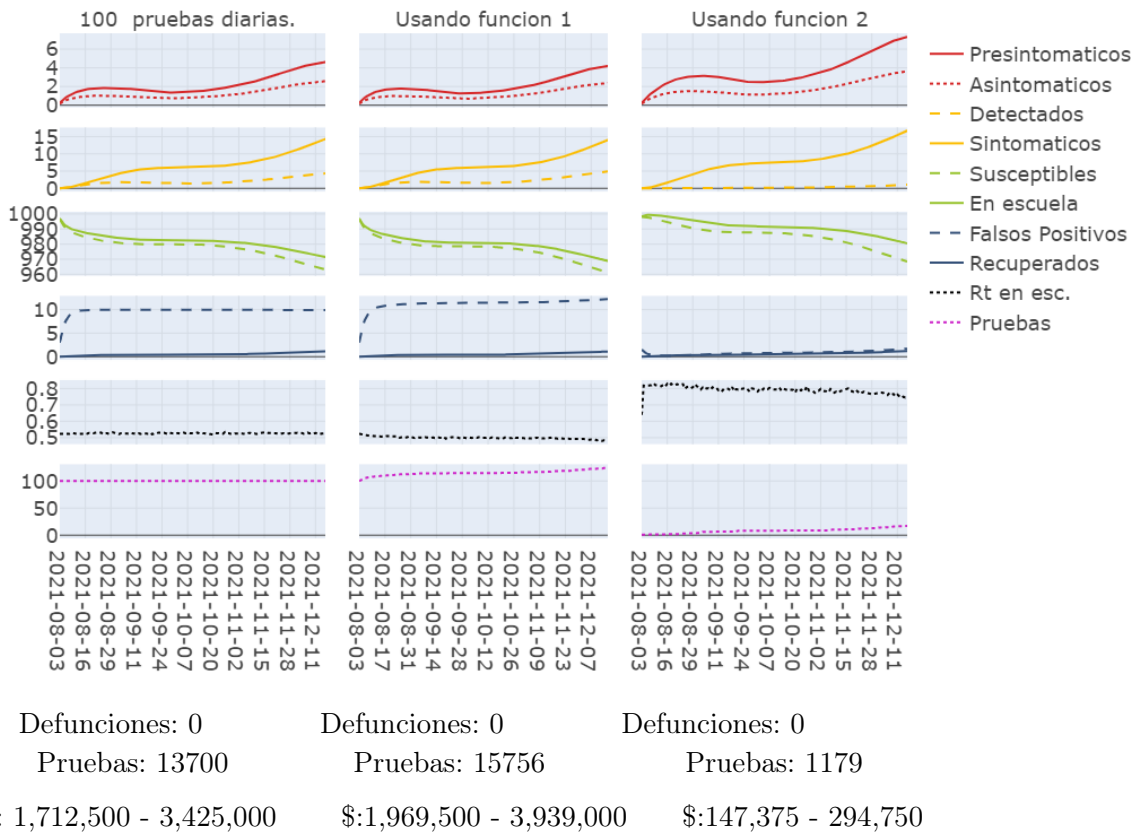 100 pruebas diarias.
Usando funcion 1
Usando funcion 2
6
4
2
0
15
10
5
0
1000
990
980
970
960
10
5
0
0.8
0.7
0.6
0.5
100
50
0
2021-08-03
2021-08-16
2021-08-29
2021-09-11
2021-09-24
2021-10-07
2021-10-20
2021-11-02
2021-11-15
2021-11-28
2021-12-11
2021-08-03
2021-08-17
2021-08-31
2021-09-14
2021-09-28
2021-10-12
2021-10-26
2021-11-09
2021-11-23
2021-12-07
2021-08-03
2021-08-16
2021-08-29
2021-09-11
2021-09-24
2021-10-07
2021-10-20
2021-11-02
2021-11-15
2021-11-28
2021-12-11
Presintomaticos
Asintomaticos
Detectados
Sintomaticos
Susceptibles
En escuela
Falsos Positivos
Recuperados
Rt en esc.
Pruebas
Defunciones: 0
Pruebas: 13700
: 1,712,500 - 3,425,000
Defunciones: 0
Pruebas: 15756
$:1,969,500 - 3,939,000
Defunciones: 0
Pruebas: 1179
$:147,375 - 294,750